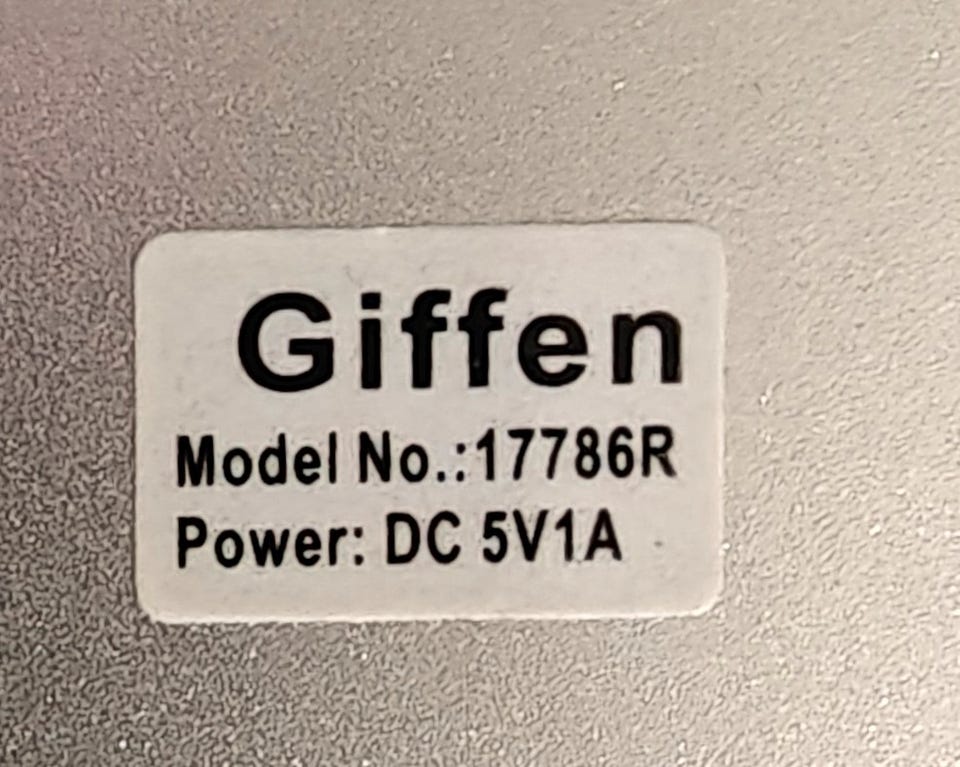 Giffen
Model No.:17786R
Power: DC 5V1A